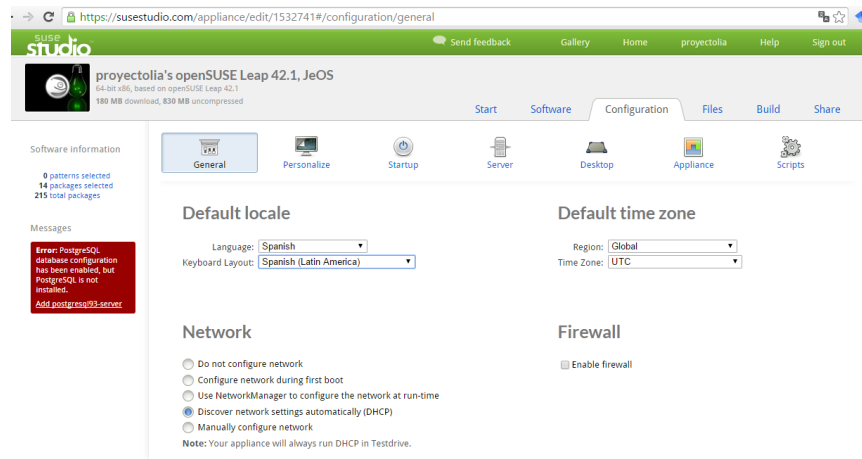 https://susestudio.com/appliance/edit/1532741#/configuration/general
SUSE
studio
Send feedback
Gallery
Home
proyectolia
Help
Sign out
proyectolia's openSUSE Leap 42.1, JeOS
64-bit x86, based on openSUSE Leap 42.1
180 MB download, 830 MB uncompressed
Start
Software
Configuration
Files
Build
Share
Software information
0 patterns selected
14 packages selected
215 total packages
Messages
Error: PostgreSQL
database configuration
has been enabled, but
PostgreSQL is not
installed.
Add postgresql93-server
General
Personalize
Startup
Server
Desktop
Appliance
Scripts
Default locale
Language: Spanish
Keyboard Layout: Spanish (Latin America)
Default time zone
Region: Global
Time Zone: UTC
Network
Do not configure network
Configure network during first boot
Use NetworkManager to configure the network at run-time
Discover network settings automatically (DHCP)
Manually configure network
Note: Your appliance will always run DHCP in Testdrive.
Firewall
Enable firewall